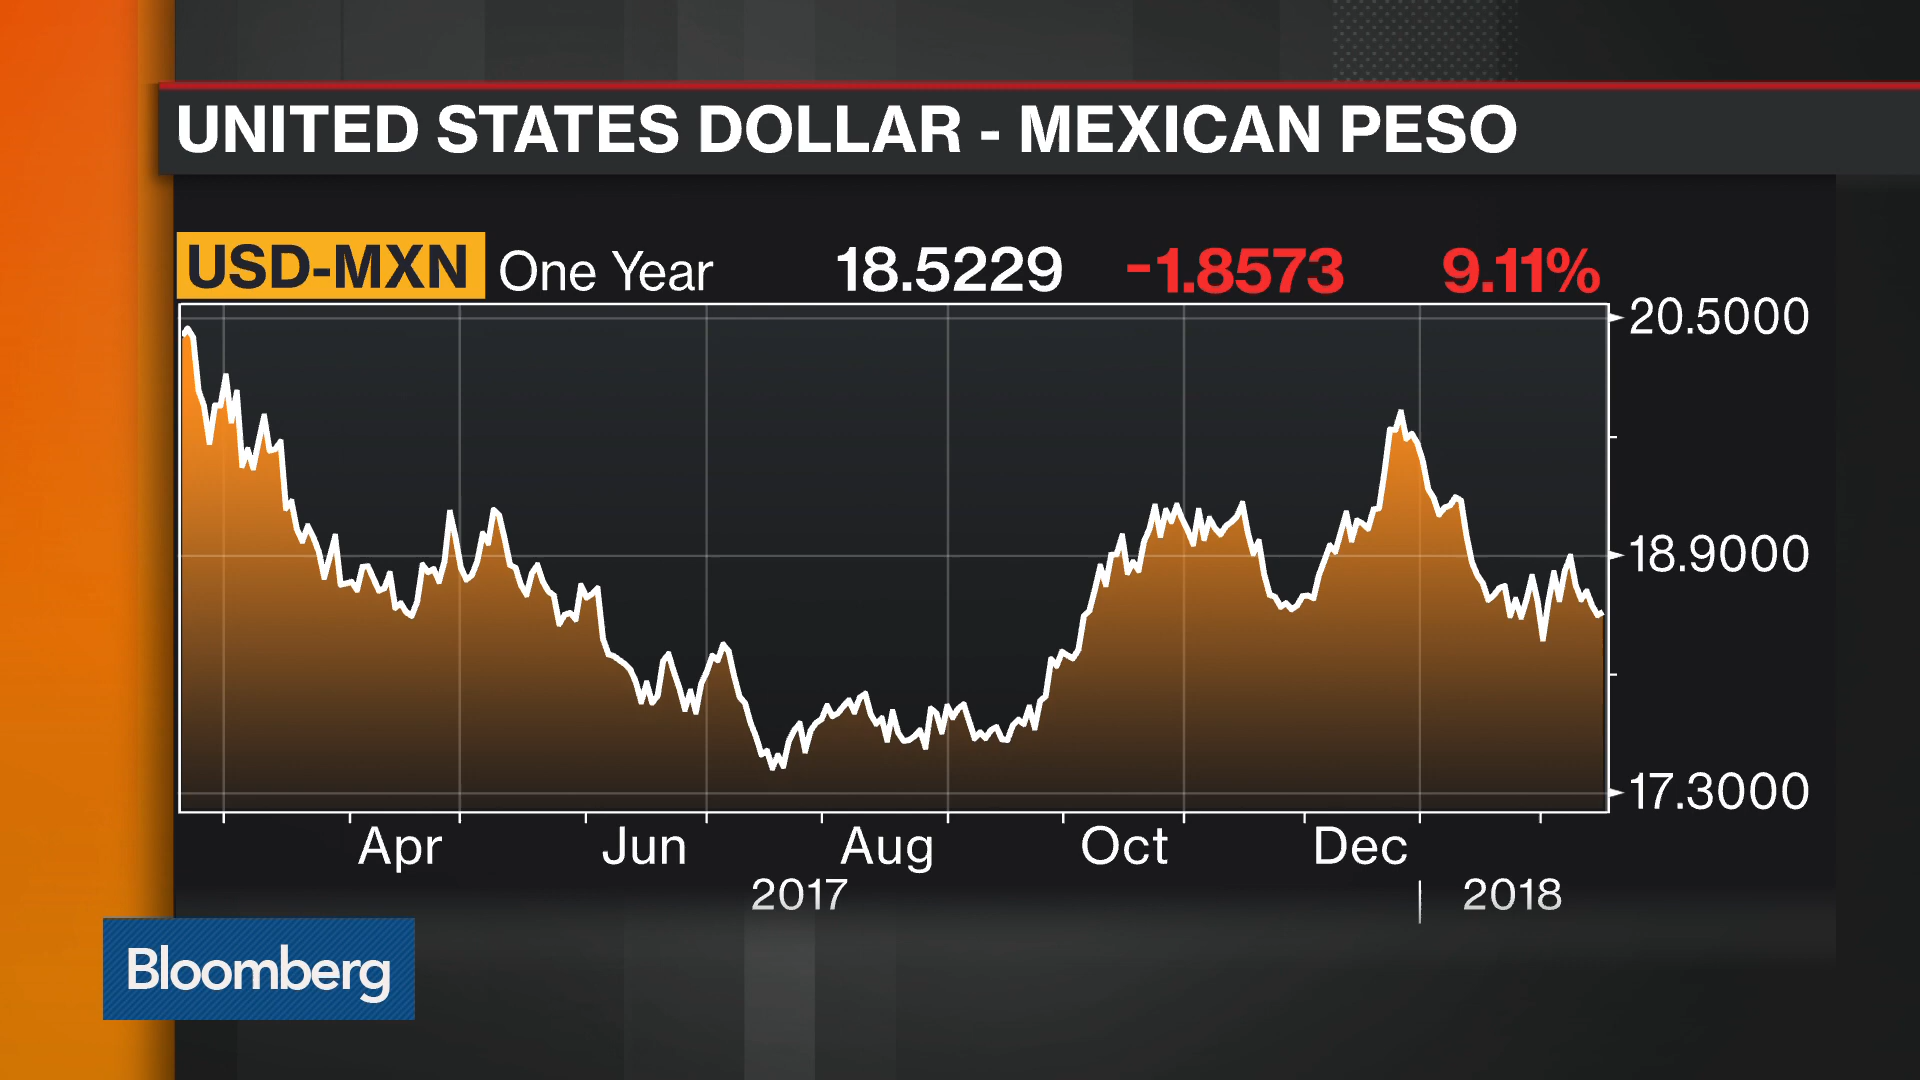 UNITED STATES DOLLAR - MEXICAN PESO
USD-MXN One Year 18.5229 -1.8573 9.11%
20.5000
18.9000
17.3000
Apr Jun Aug Oct Dec
2017 2018
Bloomberg